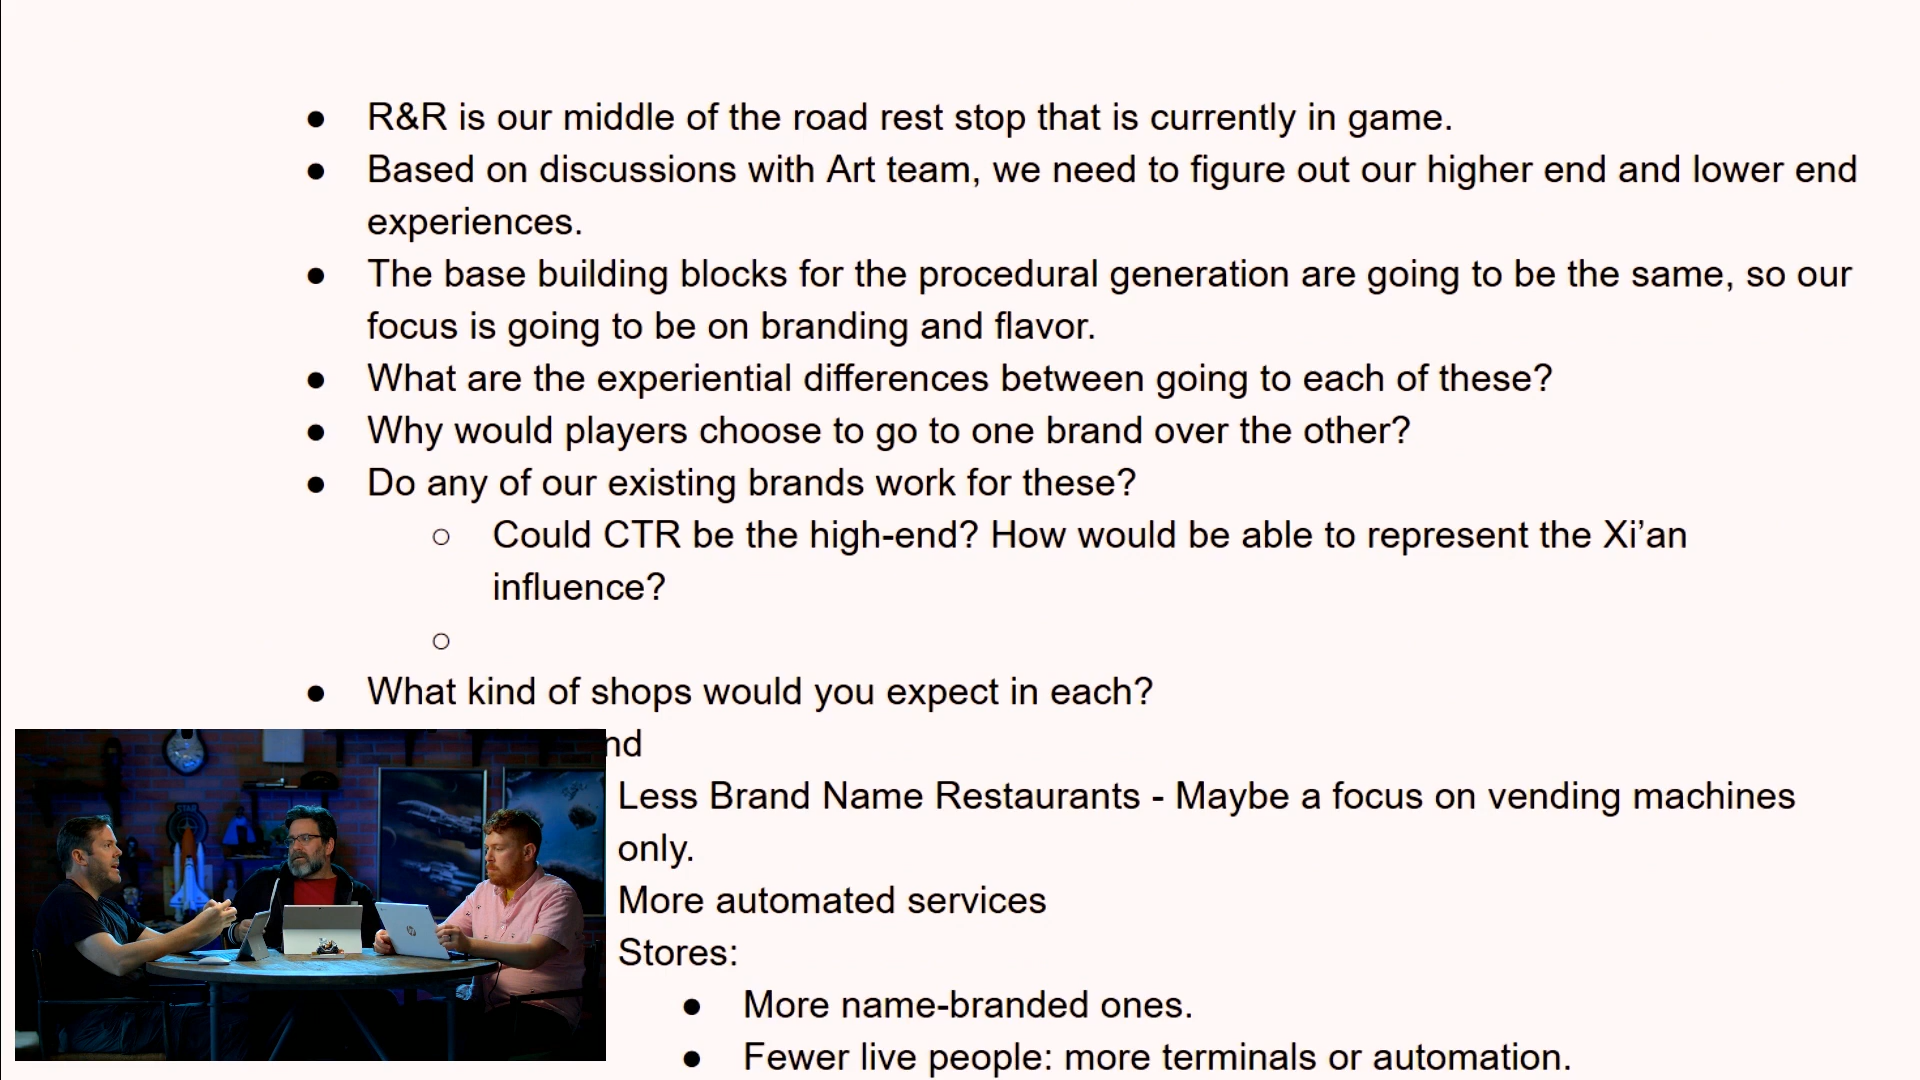 ● R&R is our middle of the road rest stop that is currently in game.
● Based on discussions with Art team, we need to figure out our higher end and lower end
experiences.
● The base building blocks for the procedural generation are going to be the same, so our
focus is going to be on branding and flavor.
● What are the experiential differences between going to each of these?
● Why would players choose to go to one brand over the other?
● Do any of our existing brands work for these?
○ Could CTR be the high-end? How would be able to represent the Xi’an
influence?
○
● What kind of shops would you expect in each?
nd
Less Brand Name Restaurants - Maybe a focus on vending machines
only.
More automated services
Stores:
● More name-branded ones.
● Fewer live people: more terminals or automation.
STAR
hp